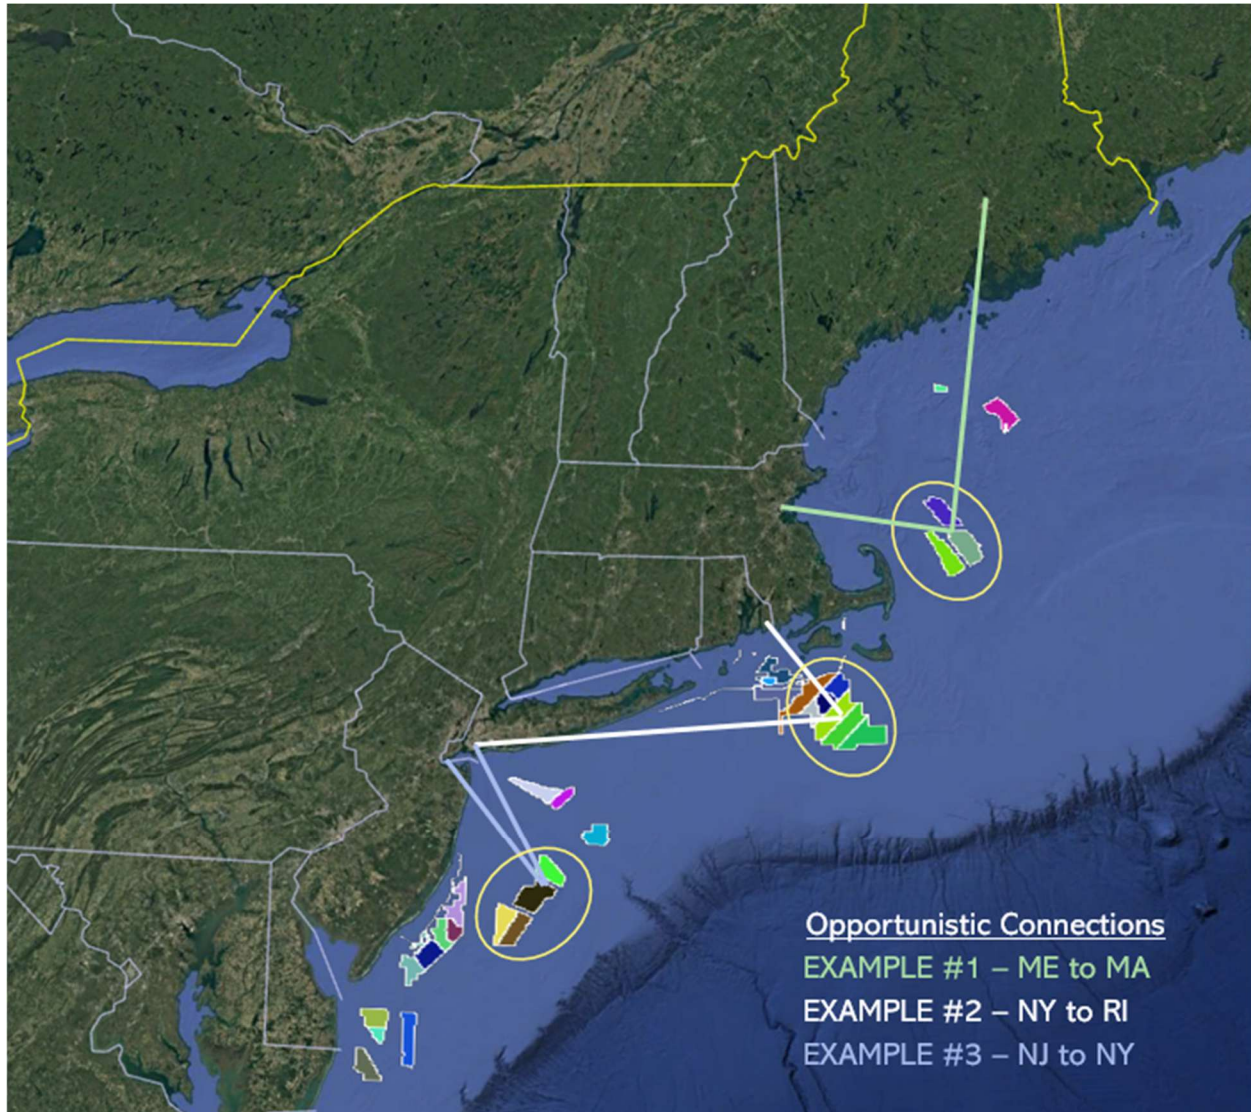 Opportunistic Connections
EXAMPLE #1 – ME to MA
EXAMPLE #2 – NY to RI
EXAMPLE #3 – NJ to NY